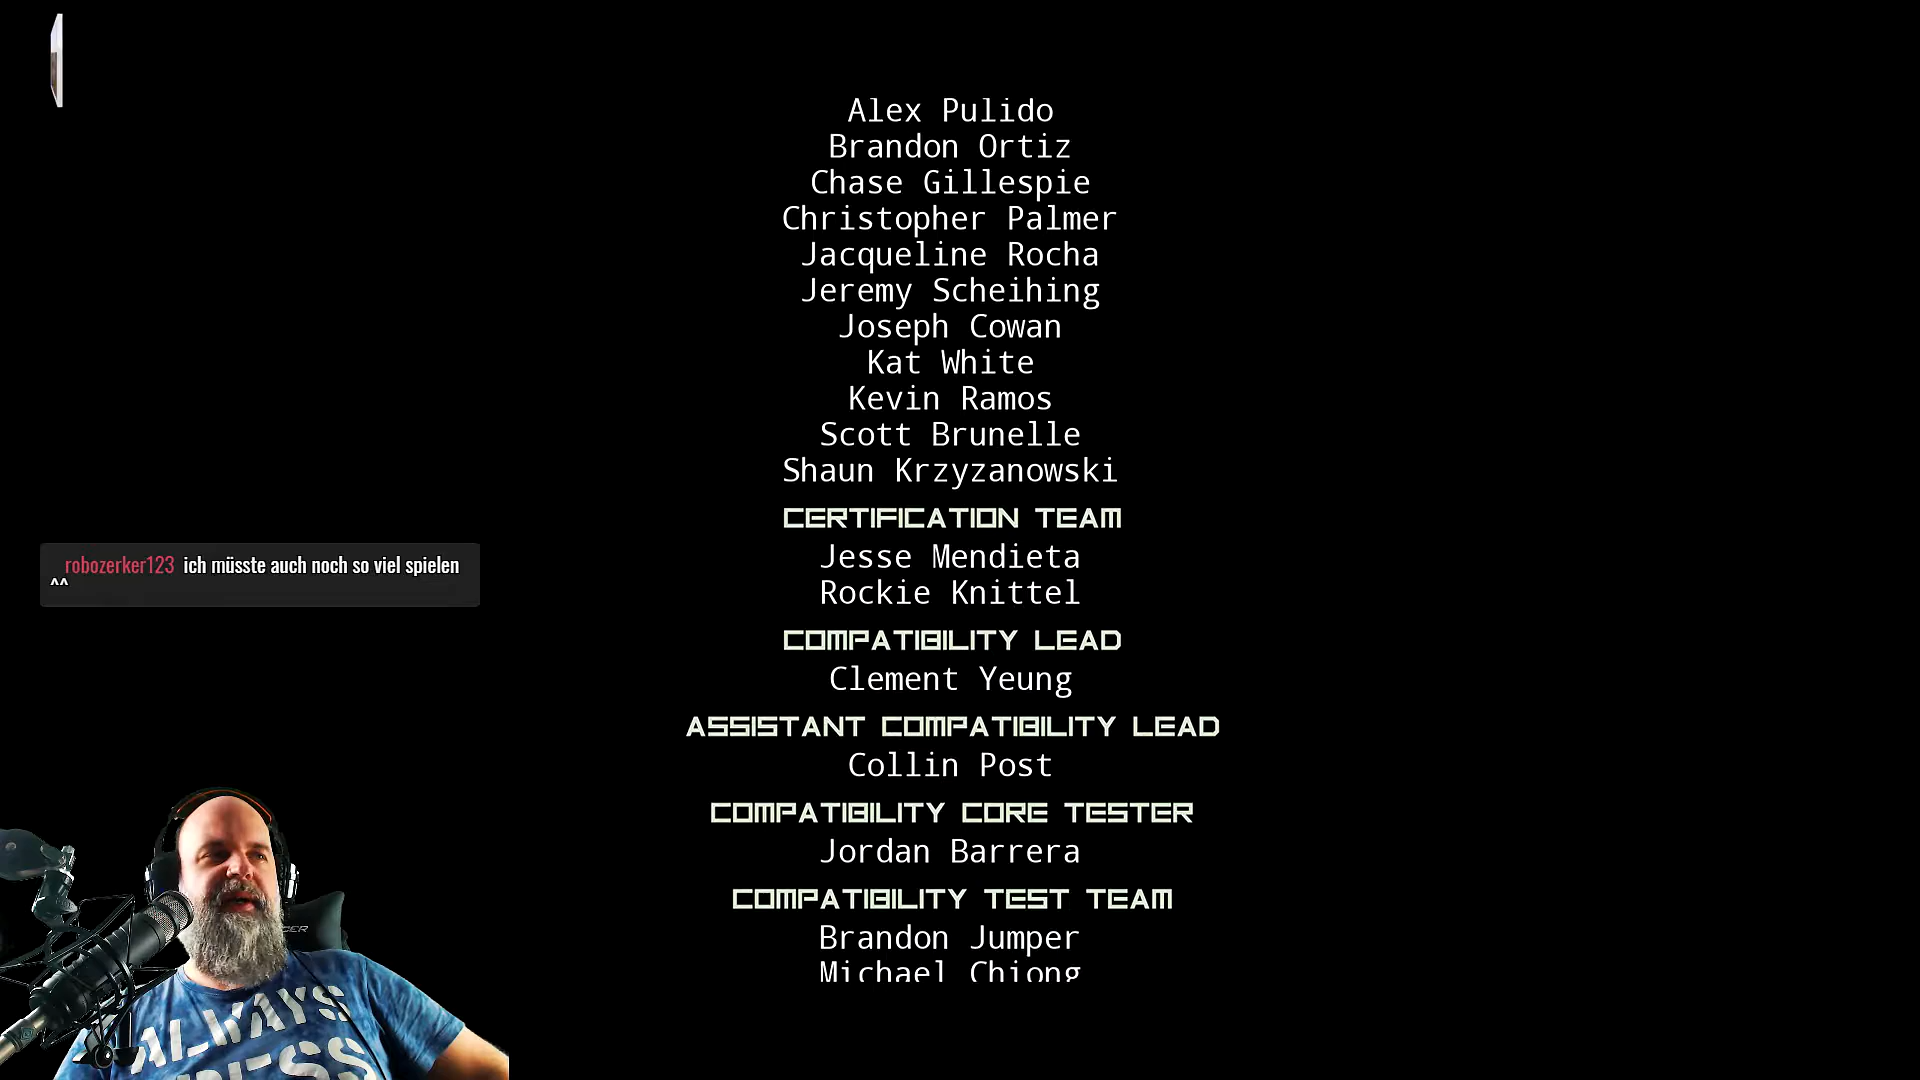 Alex Pulido
Brandon Ortiz
Chase Gillespie
Christopher Palmer
Jacqueline Rocha
Jeremy Scheihing
Joseph Cowan
Kat White
Kevin Ramos
Scott Brunelle
Shaun Krzyzanowski
CERTIFICATION TEAM
Jesse Mendieta
Rockie Knittel
COMPATIBILITY LEAD
Clement Yeung
ASSISTANT COMPATIBILITY LEAD
Collin Post
COMPATIBILITY CORE TESTER
Jordan Barrera
COMPATIBILITY TEST TEAM
Brandon Jumper
Michael Chiong
robozerker123 ich müsste auch noch so viel spielen
^^
ALWAYS